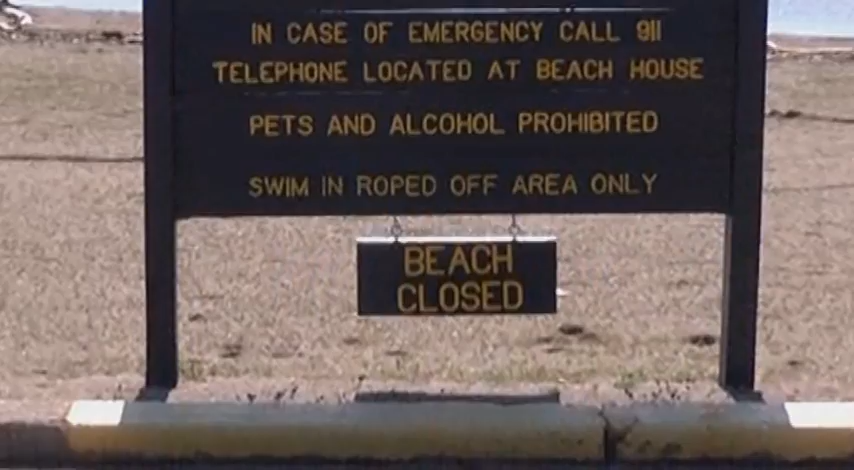 IN CASE OF EMERGENCY CALL 911
TELEPHONE LOCATED AT BEACH HOUSE
PETS AND ALCOHOL PROHIBITED
SWIM IN ROPED OFF AREA ONLY
BEACH
CLOSED